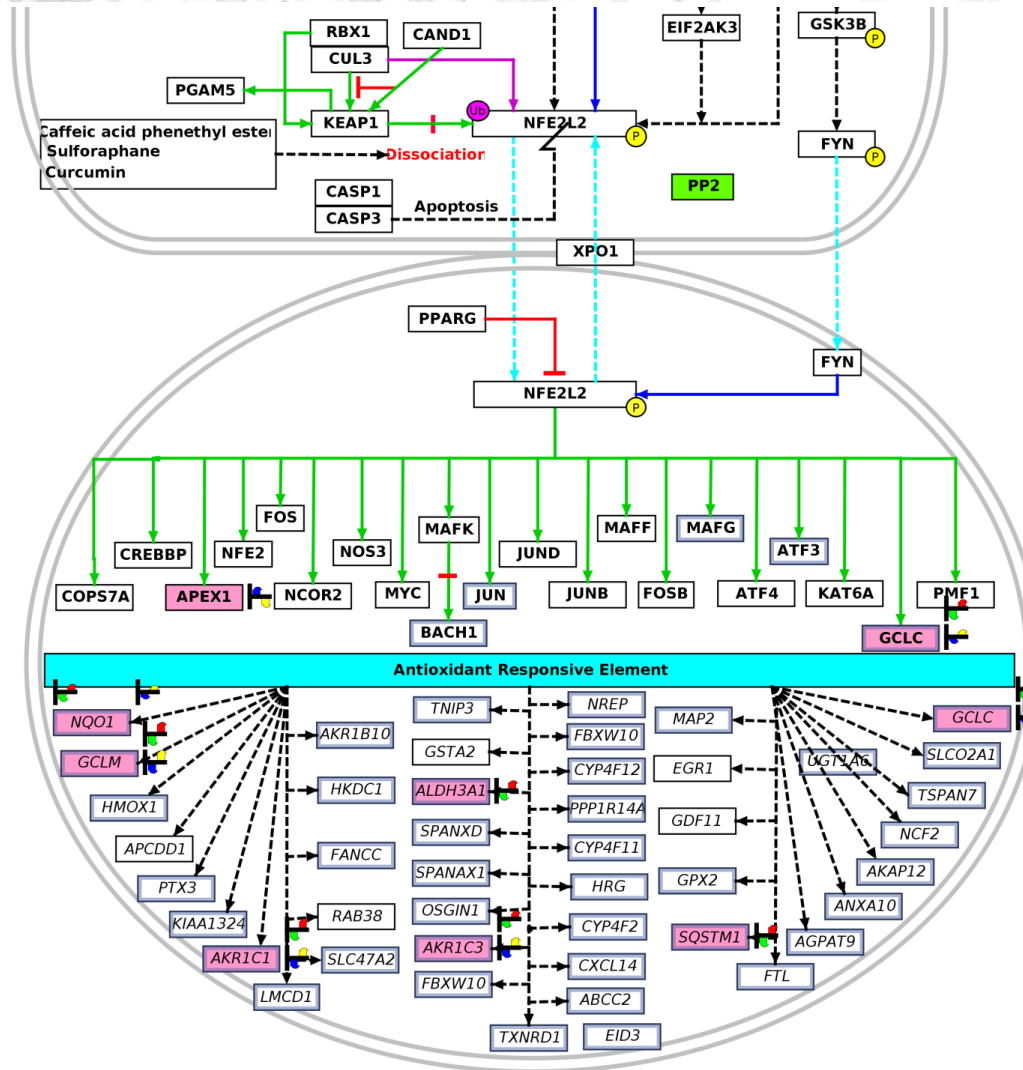 RBX1
CAND1
EIF2AK3
GSK3B
P
CUL3
PGAM5
Ub
KEAP1
NFE2L2
P
Caffeic acid phenethyl ester
Sulforaphane
Curcumin
Dissociation
FYN
P
CASP1
CASP3
Apoptosis
PP2
XPO1
PPARG
FYN
NFE2L2
P
FOS
MAFK
MAFF
MAFG
CREBBP
NFE2
NOS3
JUND
ATF3
COPS7A
APEX1
NCOR2
MYC
JUN
JUNB
FOSB
ATF4
KAT6A
PMF1
BACH1
GCLC
Antioxidant Responsive Element
NQO1
GCLM
HMOX1
APCDD1
PTX3
KIAA1324
AKR1C1
LMCD1
AKR1B10
HKDC1
FANCC
RAB38
SLC47A2
TNIP3
GSTA2
ALDH3A1
SPANXD
SPANAX1
OSGIN1
AKR1C3
FBXW10
TXNRD1
NREP
FBXW10
CYP4F12
PPP1R14A
CYP4F11
HRG
CYP4F2
CXCL14
ABCC2
EID3
MAP2
EGR1
GDF11
GPX2
SQSTM1
FTL
UGT1A6
GCLC
SLCO2A1
TSPAN7
NCF2
AKAP12
ANXA10
AGPAT9